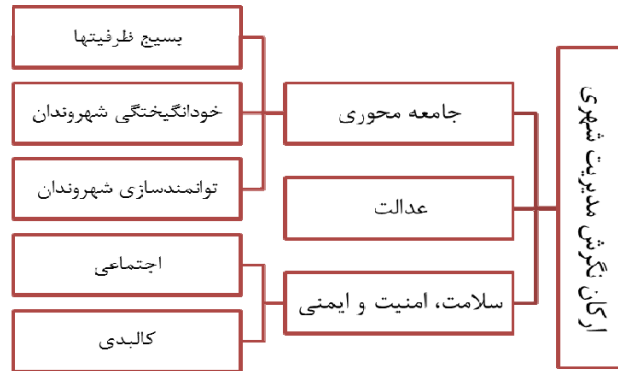 ارکان نگرش مدیریت شهری
جامعه محوری
بسیج ظرفیتها
خودانگیختگی شهروندان
توانمندسازی شهروندان
عدالت
سلامت، امنیت و ایمنی
اجتماعی
کالبدی